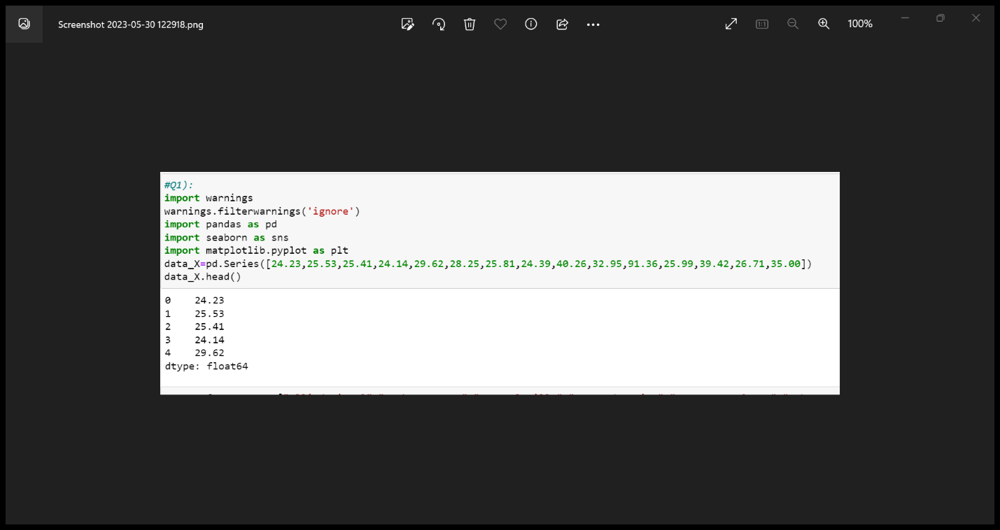 Screenshot 2023-05-30 122918.png
1:1
100%
#Q1):
import warnings
warnings.filterwarnings('ignore')
import pandas as pd
import seaborn as sns
import matplotlib.pyplot as plt
data_X=pd.Series([24.23,25.53,25.41,24.14,29.62,28.25,25.81,24.39,40.26,32.95,91.36,25.99,39.42,26.71,35.00])
data_X.head()
0    24.23
1    25.53
2    25.41
3    24.14
4    29.62
dtype: float64